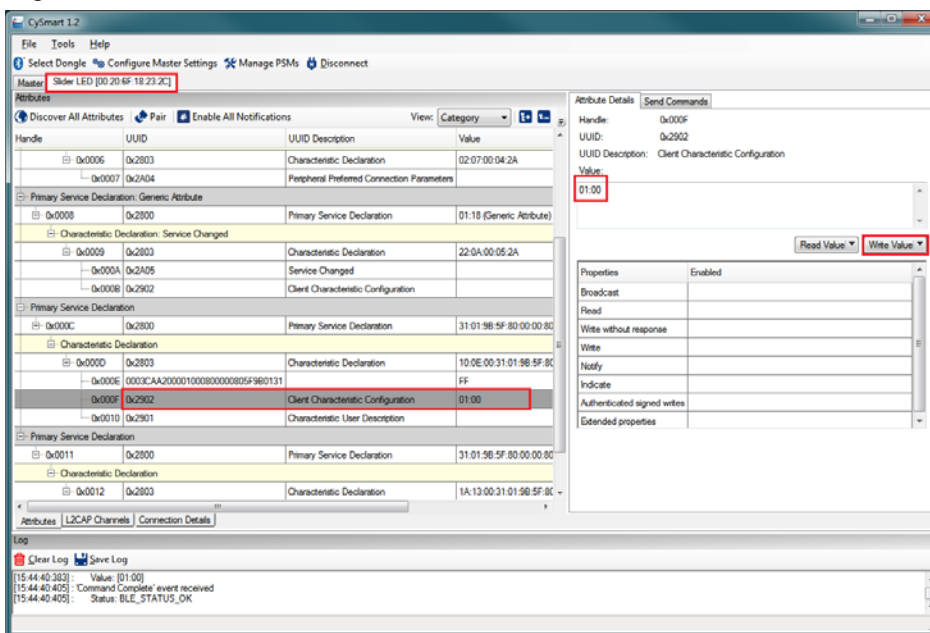 CySmart 1.2
File Tools Help
Select Dongle Configure Master Settings Manage PSMs Disconnect
Master Slider LED [00:20:6F:18:23:2C]
Attributes
Discover All Attributes Pair Enable All Notifications View: Category
Handle UUID UUID Description Value
0x0006 0x2803 Characteristic Declaration 02:07:00:04:2A
0x0007 0x2A04 Peripheral Preferred Connection Parameters
Primary Service Declaration: Generic Attribute
0x0008 0x2800 Primary Service Declaration 01:18 (Generic Attribute)
Characteristic Declaration: Service Changed
0x0009 0x2803 Characteristic Declaration 22:0A:00:05:2A
0x000A 0x2A05 Service Changed
0x000B 0x2902 Client Characteristic Configuration
Primary Service Declaration
0x000C 0x2800 Primary Service Declaration 31:01:9B:5F:80:00:00:80
Characteristic Declaration
0x000D 0x2803 Characteristic Declaration 10:0E:00:31:01:9B:5F:80
0x000E 0003CAA200001000800000805F9B0131 FF
0x000F 0x2902 Client Characteristic Configuration 01:00
0x0010 0x2901 Characteristic User Description
Primary Service Declaration
0x0011 0x2800 Primary Service Declaration 31:01:9B:5F:80:00:00:80
Characteristic Declaration
0x0012 0x2803 Characteristic Declaration 1A:13:00:31:01:9B:5F:80
Attributes L2CAP Channels Connection Details
Attribute Details Send Commands
Handle: 0x000F
UUID: 0x2902
UUID Description: Client Characteristic Configuration
Value:
01:00
Read Value Write Value
Properties Enabled
Broadcast
Read
Write without response
Write
Notify
Indicate
Authenticated signed writes
Extended properties
Log
Clear Log Save Log
[15:44:40:383] : Value: [01:00]
[15:44:40:405] : 'Command Complete' event received
[15:44:40:405] : Status: BLE_STATUS_OK